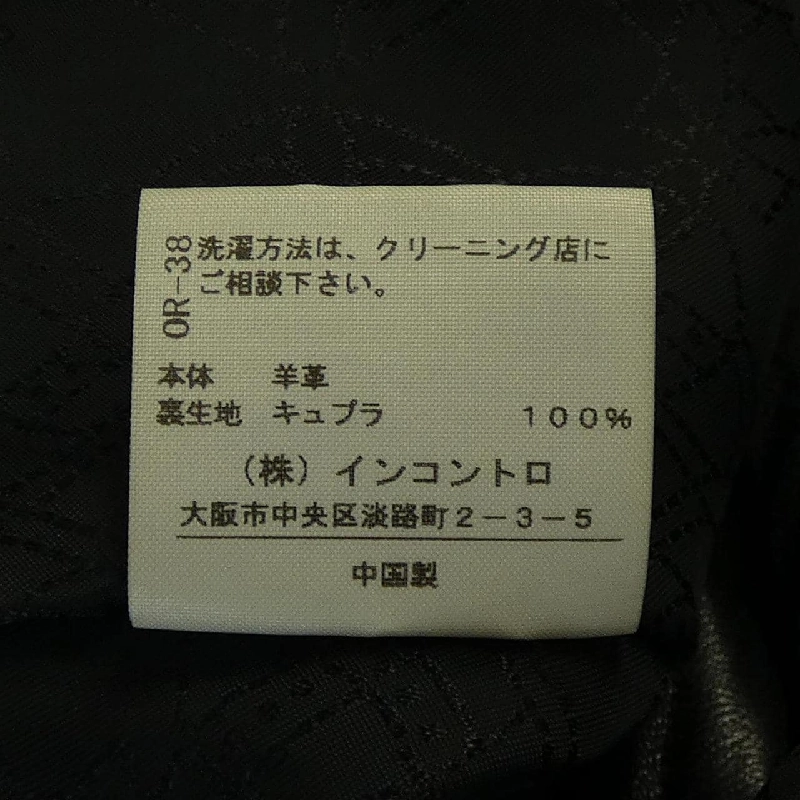 OR-38
洗濯方法は、クリーニング店に
ご相談下さい。
本体 羊革
裏生地 キュプラ 100%
(株)インコントロ
大阪市中央区淡路町2-3-5
中国製